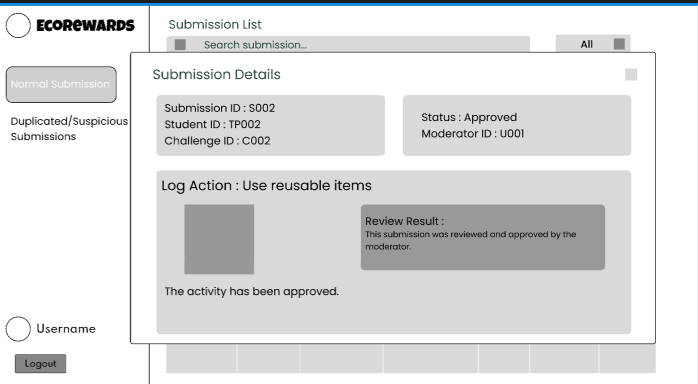 ECOREWARDS
Submission List
Search submission...
All
Normal Submission
Duplicated/Suspicious
Submissions
Submission Details
Submission ID : S002
Student ID : TP002
Challenge ID : C002
Status : Approved
Moderator ID : U001
Log Action : Use reusable items
Review Result :
This submission was reviewed and approved by the
moderator.
The activity has been approved.
Username
Logout